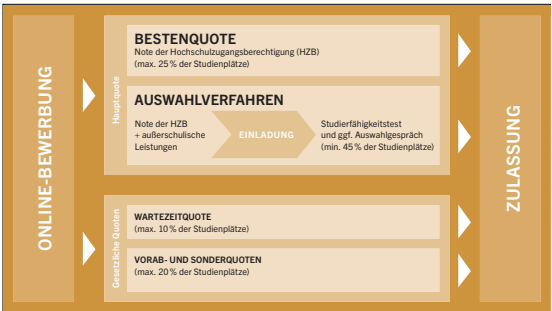 ONLINE-BEWERBUNG
Hauptquote
BESTENQUOTE
Note der Hochschulzugangsberechtigung (HZB)
(max. 25 % der Studienplätze)
AUSWAHLVERFAHREN
Note der HZB
+ außerschulische
Leistungen
EINLADUNG
Studierfähigkeitstest
und ggf. Auswahlgespräch
(min. 45 % der Studienplätze)
Gesetzliche Quoten
WARTEZEITQUOTE
(max. 10 % der Studienplätze)
VORAB- UND SONDERQUOTEN
(max. 20 % der Studienplätze)
ZULASSUNG